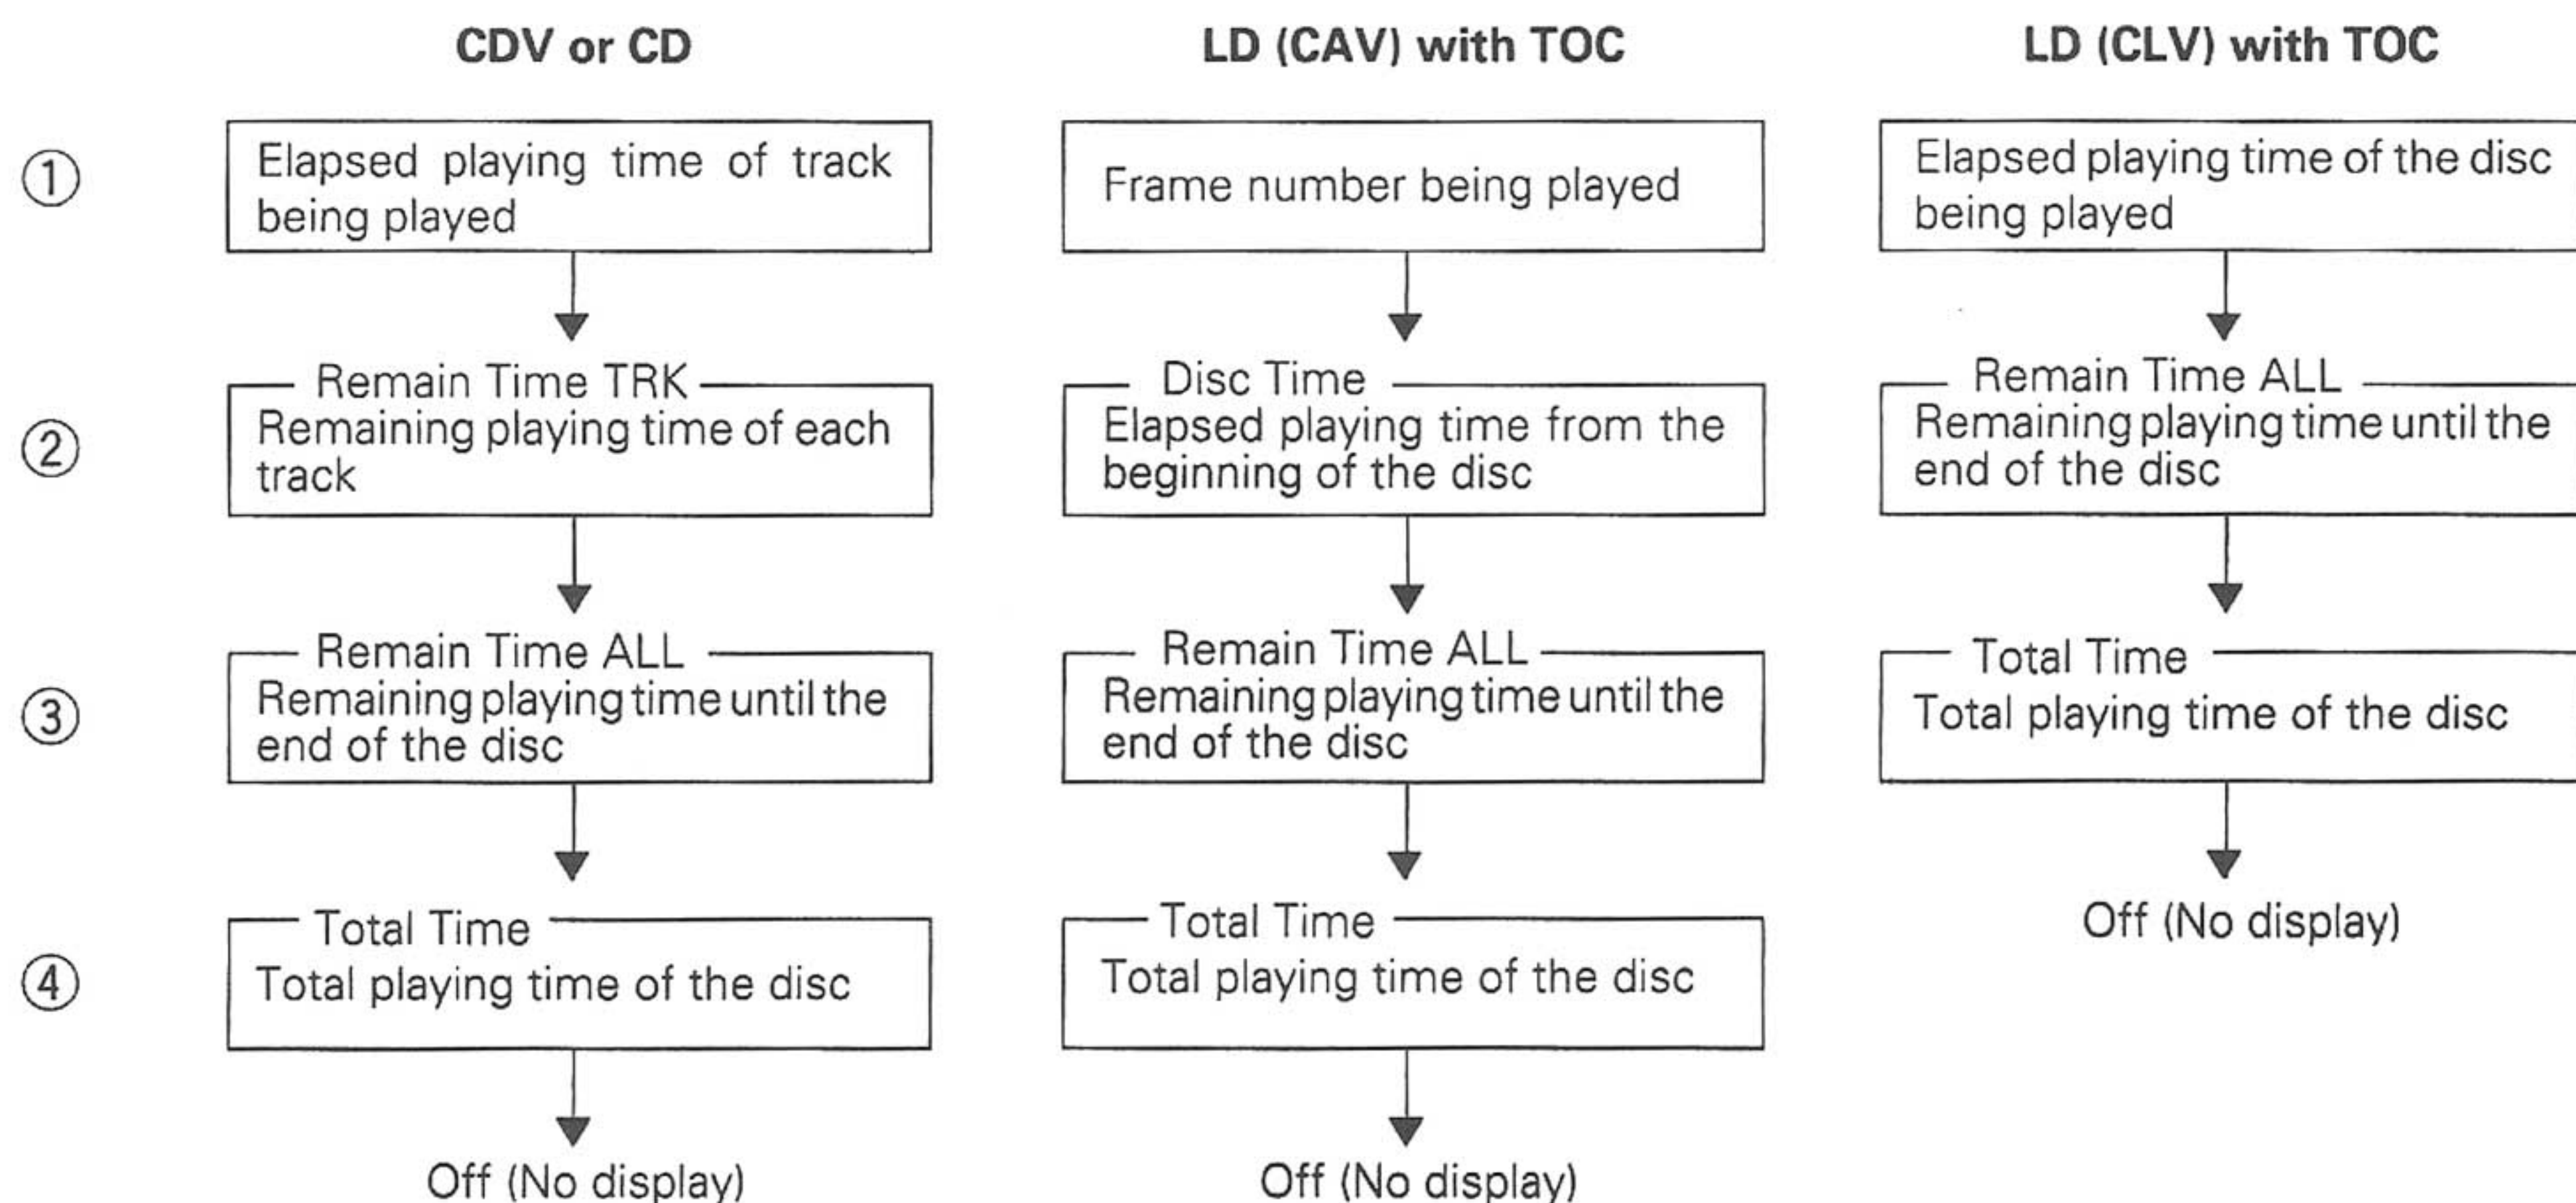 CDV or CD
LD (CAV) with TOC
LD (CLV) with TOC
①
Elapsed playing time of track
being played
Frame number being played
Elapsed playing time of the disc
being played
②
Remain Time TRK
Remaining playing time of each
track
Disc Time
Elapsed playing time from the
beginning of the disc
Remain Time ALL
Remaining playing time until the
end of the disc
③
Remain Time ALL
Remaining playing time until the
end of the disc
Remain Time ALL
Remaining playing time until the
end of the disc
Total Time
Total playing time of the disc
④
Total Time
Total playing time of the disc
Total Time
Total playing time of the disc
Off (No display)
Off (No display)
Off (No display)